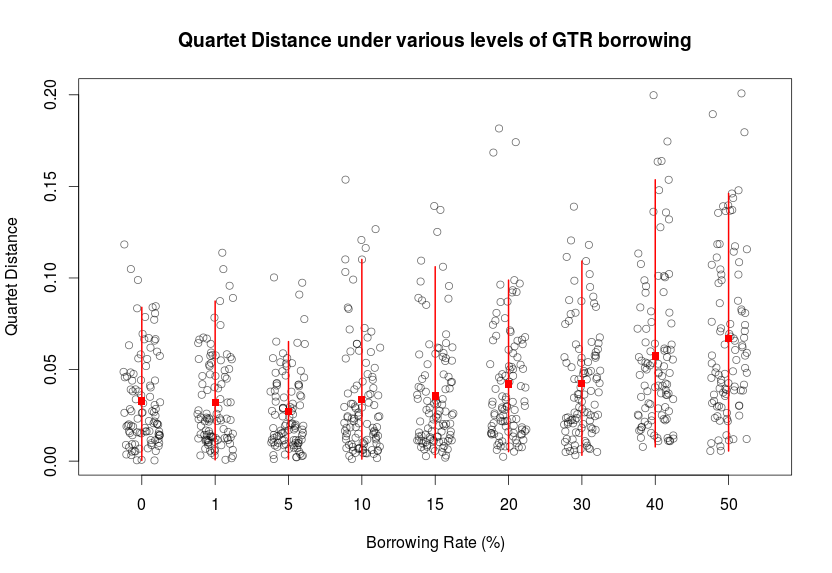 Quartet Distance under various levels of GTR borrowing
Quartet Distance
0.20
0.15
0.10
0.05
0.00
0 1 5 10 15 20 30 40 50
Borrowing Rate (%)